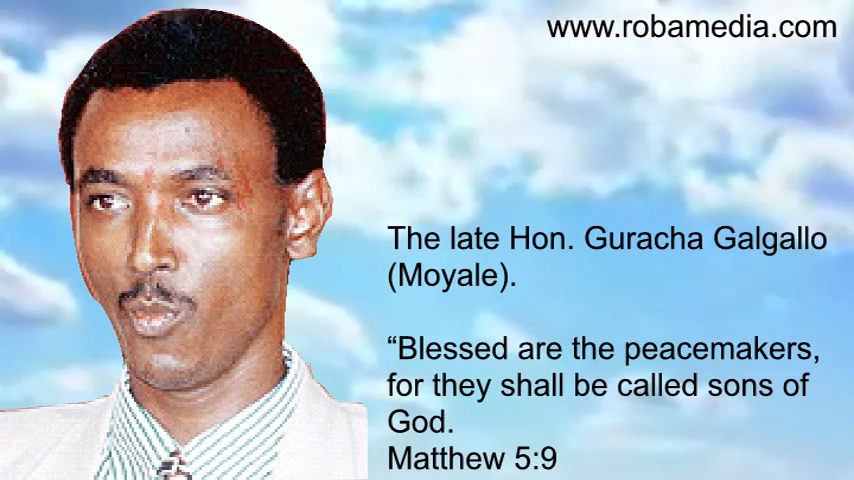 www.robamedia.com
The late Hon. Guracha Galgallo
(Moyale).
“Blessed are the peacemakers,
for they shall be called sons of
God.
Matthew 5:9